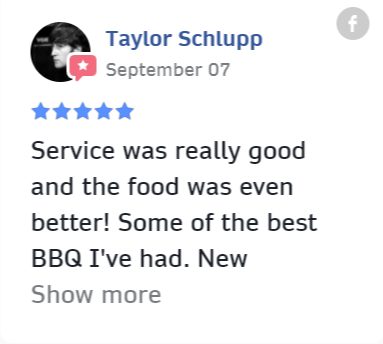 Taylor Schlupp
September 07
Service was really good
and the food was even
better! Some of the best
BBQ I've had. New
Show more